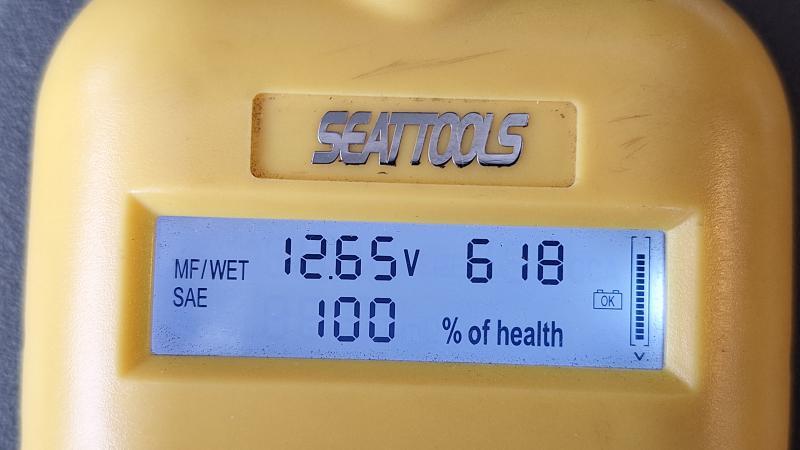 SEATTOOLS
MF/WET 12.65V 618
SAE 100 % of health
OK